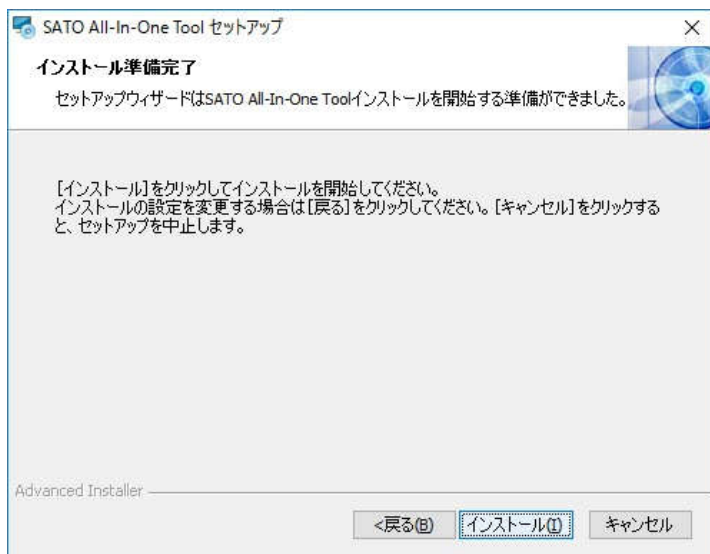 SATO All-In-One Tool セットアップ
インストール準備完了
セットアップウィザードはSATO All-In-One Toolインストールを開始する準備ができました。
[インストール]をクリックしてインストールを開始してください。
インストールの設定を変更する場合は[戻る]をクリックしてください。[キャンセル]をクリックする
と、セットアップを中止します。
Advanced Installer
<戻る(B) インストール(I) キャンセル